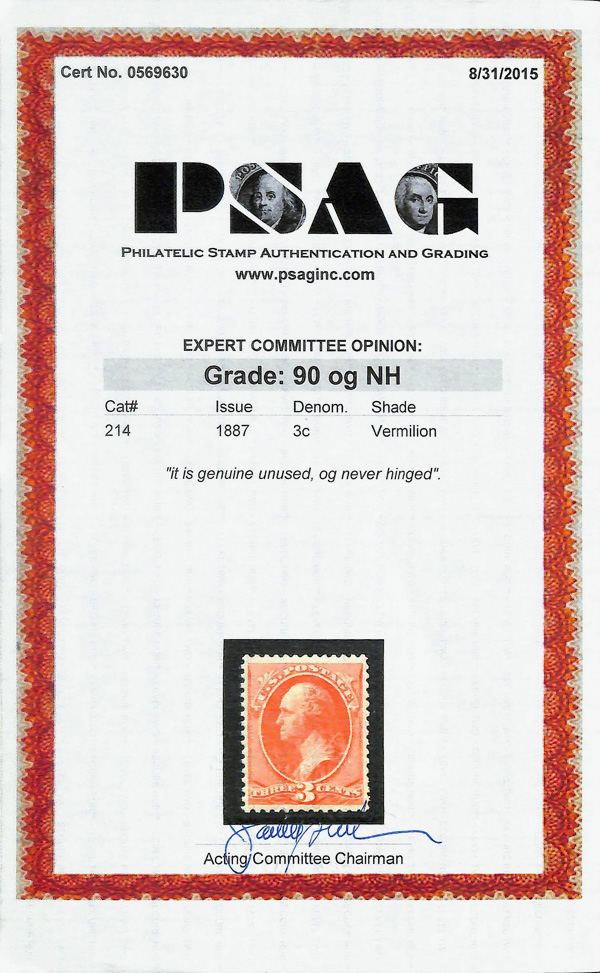 Cert No. 0569630 8/31/2015
PSAG
PHILATELIC STAMP AUTHENTICATION AND GRADING
www.psaginc.com
EXPERT COMMITTEE OPINION:
Grade: 90 og NH
Cat# Issue Denom. Shade
214 1887 3c Vermilion
"it is genuine unused, og never hinged".
U.S. POSTAGE
THREE 3 CENTS
Acting Committee Chairman